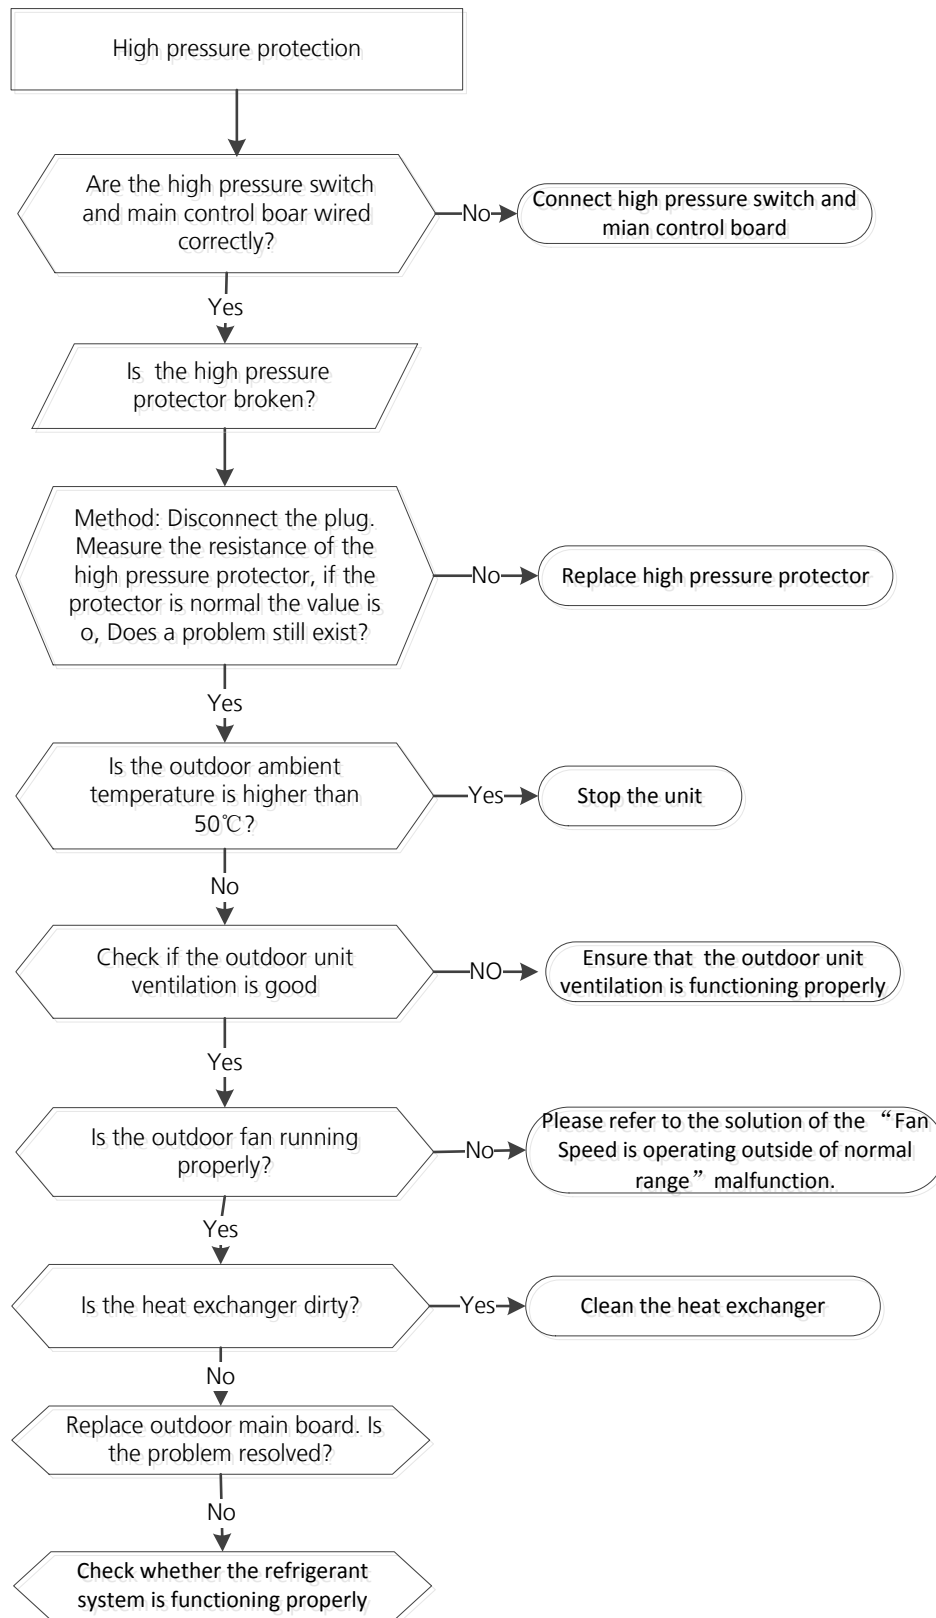 High pressure protection
Are the high pressure switch
and main control boar wired
correctly?
No
Connect high pressure switch and
mian control board
Yes
Is the high pressure
protector broken?
Method: Disconnect the plug.
Measure the resistance of the
high pressure protector, if the
protector is normal the value is
o, Does a problem still exist?
No
Replace high pressure protector
Yes
Is the outdoor ambient
temperature is higher than
50℃?
Yes
Stop the unit
No
Check if the outdoor unit
ventilation is good
NO
Ensure that the outdoor unit
ventilation is functioning properly
Yes
Is the outdoor fan running
properly?
No
Please refer to the solution of the “Fan
Speed is operating outside of normal
range” malfunction.
Yes
Is the heat exchanger dirty?
Yes
Clean the heat exchanger
No
Replace outdoor main board. Is
the problem resolved?
No
Check whether the refrigerant
system is functioning properly